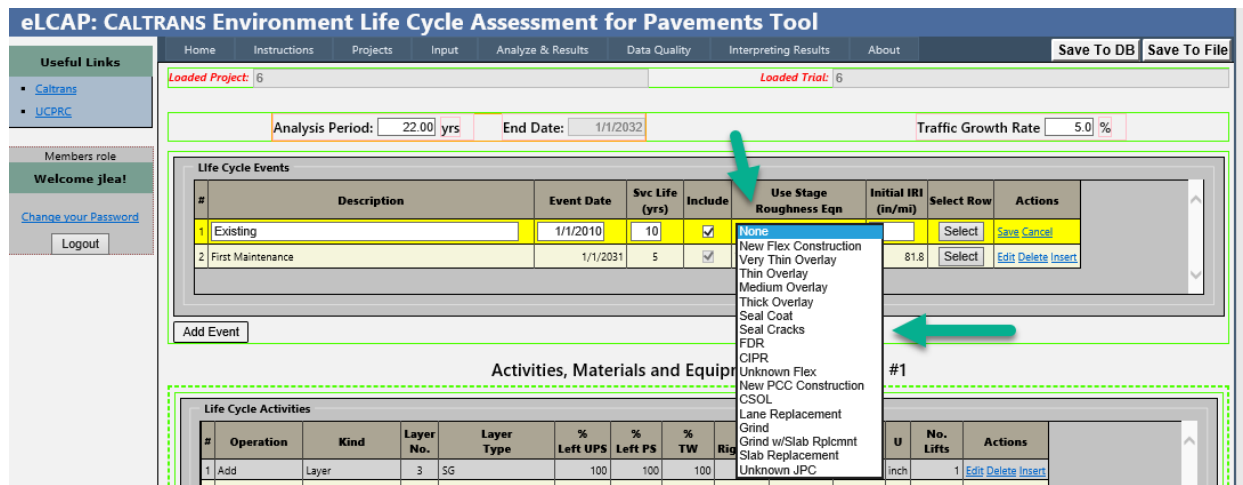 eLCAP: CALTRANS Environment Life Cycle Assessment for Pavements Tool
Home Instructions Projects Input Analyze & Results Data Quality Interpreting Results About Save To DB Save To File
Useful Links
Caltrans
UCPRC
Members role
Welcome jlea!
Change your Password
Logout
Loaded Project: 6 Loaded Trial: 6
Analysis Period: 22.00 yrs End Date: 1/1/2032 Traffic Growth Rate 5.0 %
LIfe Cycle Events
# Description Event Date Svc Life (yrs) Include Use Stage Roughness Eqn Initial IRI (in/mi) Select Row Actions
1 Existing 1/1/2010 10 Select Save Cancel
2 First Maintenance 1/1/2031 5 81.8 Select Edit Delete Insert
None
New Flex Construction
Very Thin Overlay
Thin Overlay
Medium Overlay
Thick Overlay
Seal Coat
Seal Cracks
FDR
CIPR
Unknown Flex
New PCC Construction
CSOL
Lane Replacement
Grind
Grind w/Slab Rplcmnt
Slab Replacement
Unknown JPC
Add Event
Activities, Materials and Equipr #1
Life Cycle Activities
# Operation Kind Layer No. Layer Type % Left UPS % Left PS % TW Rig U No. Lifts Actions
1 Add Layer 3 SG 100 100 100 inch 1 Edit Delete Insert